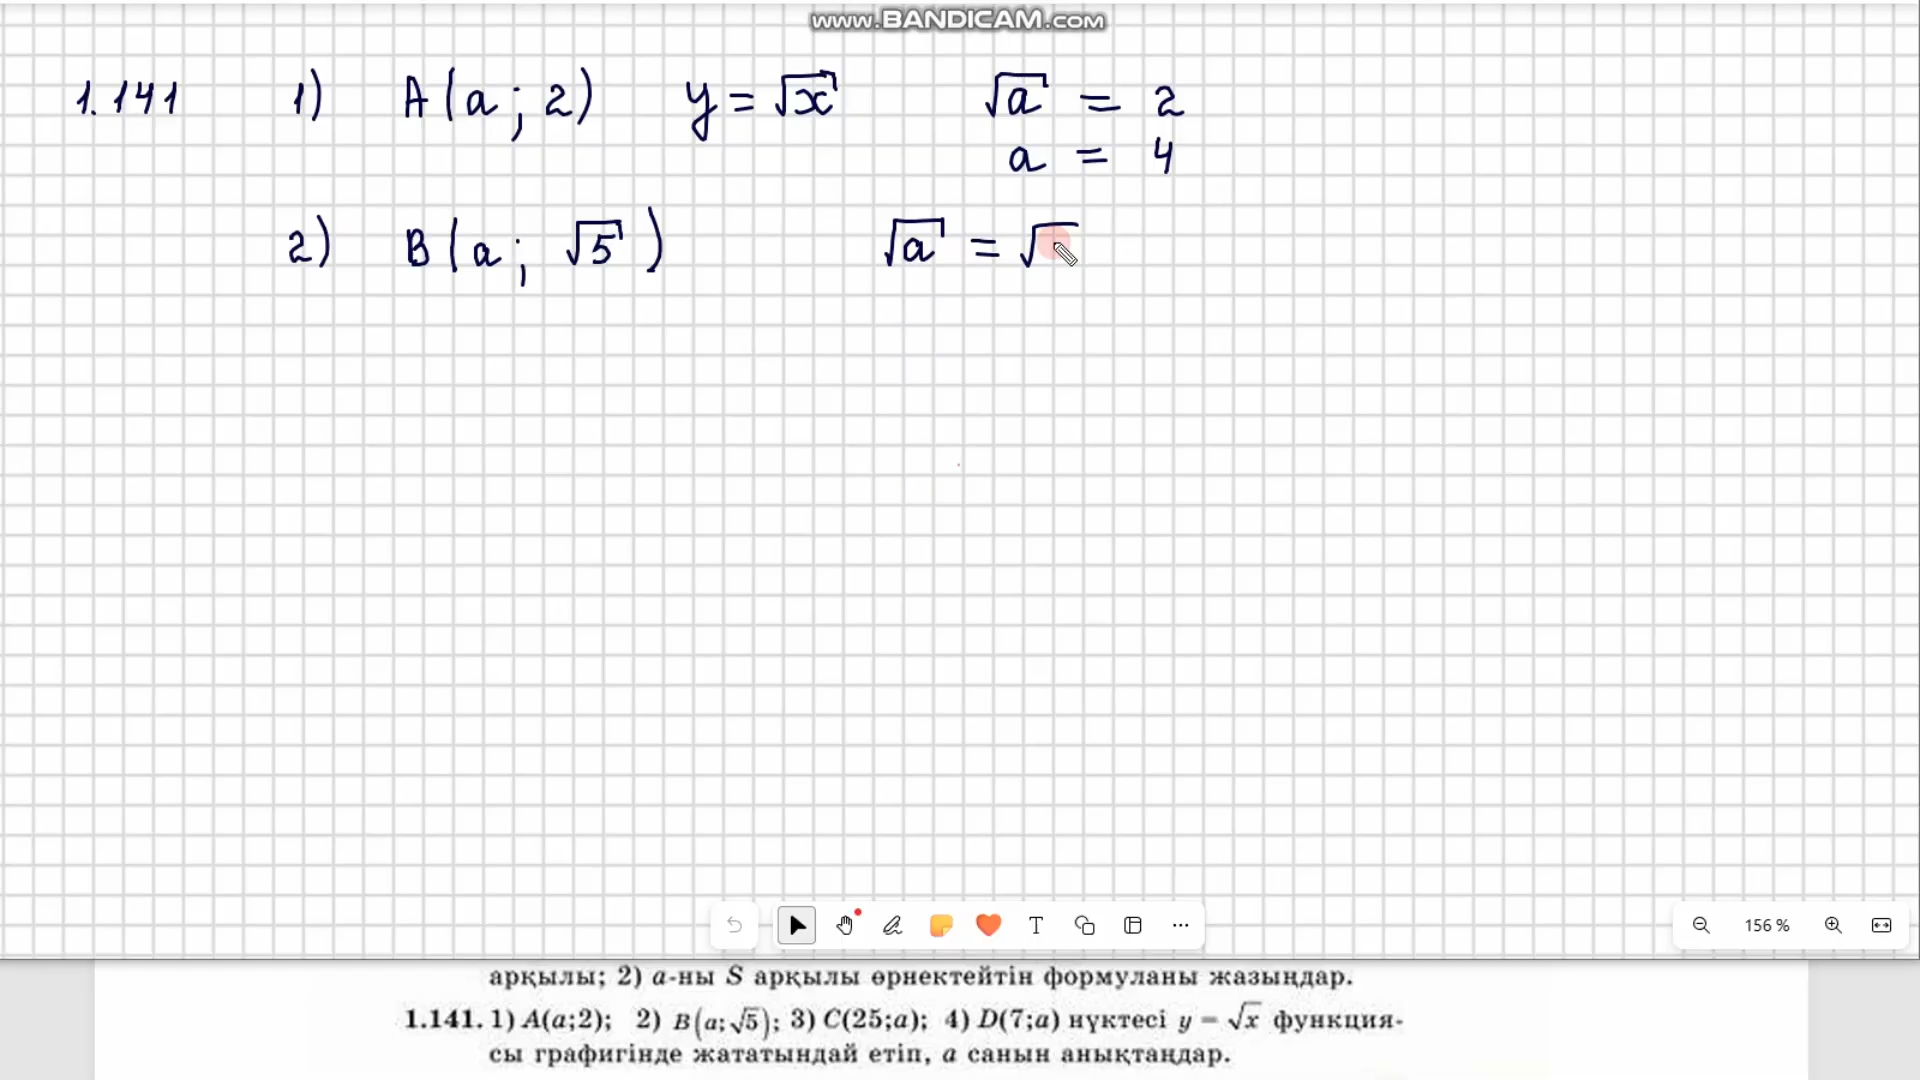 www.BANDICAM.com
1.141 1) A(a; 2) y = √x √a = 2
a = 4
2) B(a; √5) √a = √
156 %
арқылы; 2) a-ны S арқылы өрнектейтін формуланы жазыңдар.
1.141. 1) A(a;2); 2) B(a;√5); 3) C(25;a); 4) D(7;a) нүктесі y = √x функция-
сы графигінде жататындай етіп, a санын анықтаңдар.